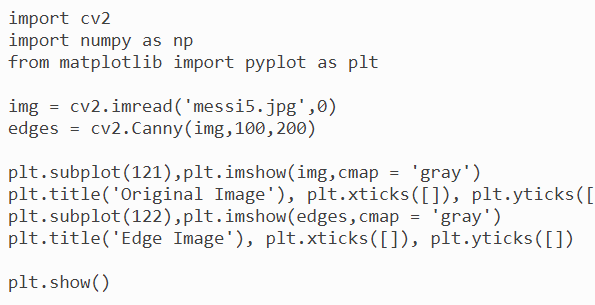 import cv2
import numpy as np
from matplotlib import pyplot as plt
img = cv2.imread('messi5.jpg',0)
edges = cv2.Canny(img,100,200)
plt.subplot(121),plt.imshow(img,cmap = 'gray')
plt.title('Original Image'), plt.xticks([]), plt.yticks([
plt.subplot(122),plt.imshow(edges,cmap = 'gray')
plt.title('Edge Image'), plt.xticks([]), plt.yticks([])
plt.show()